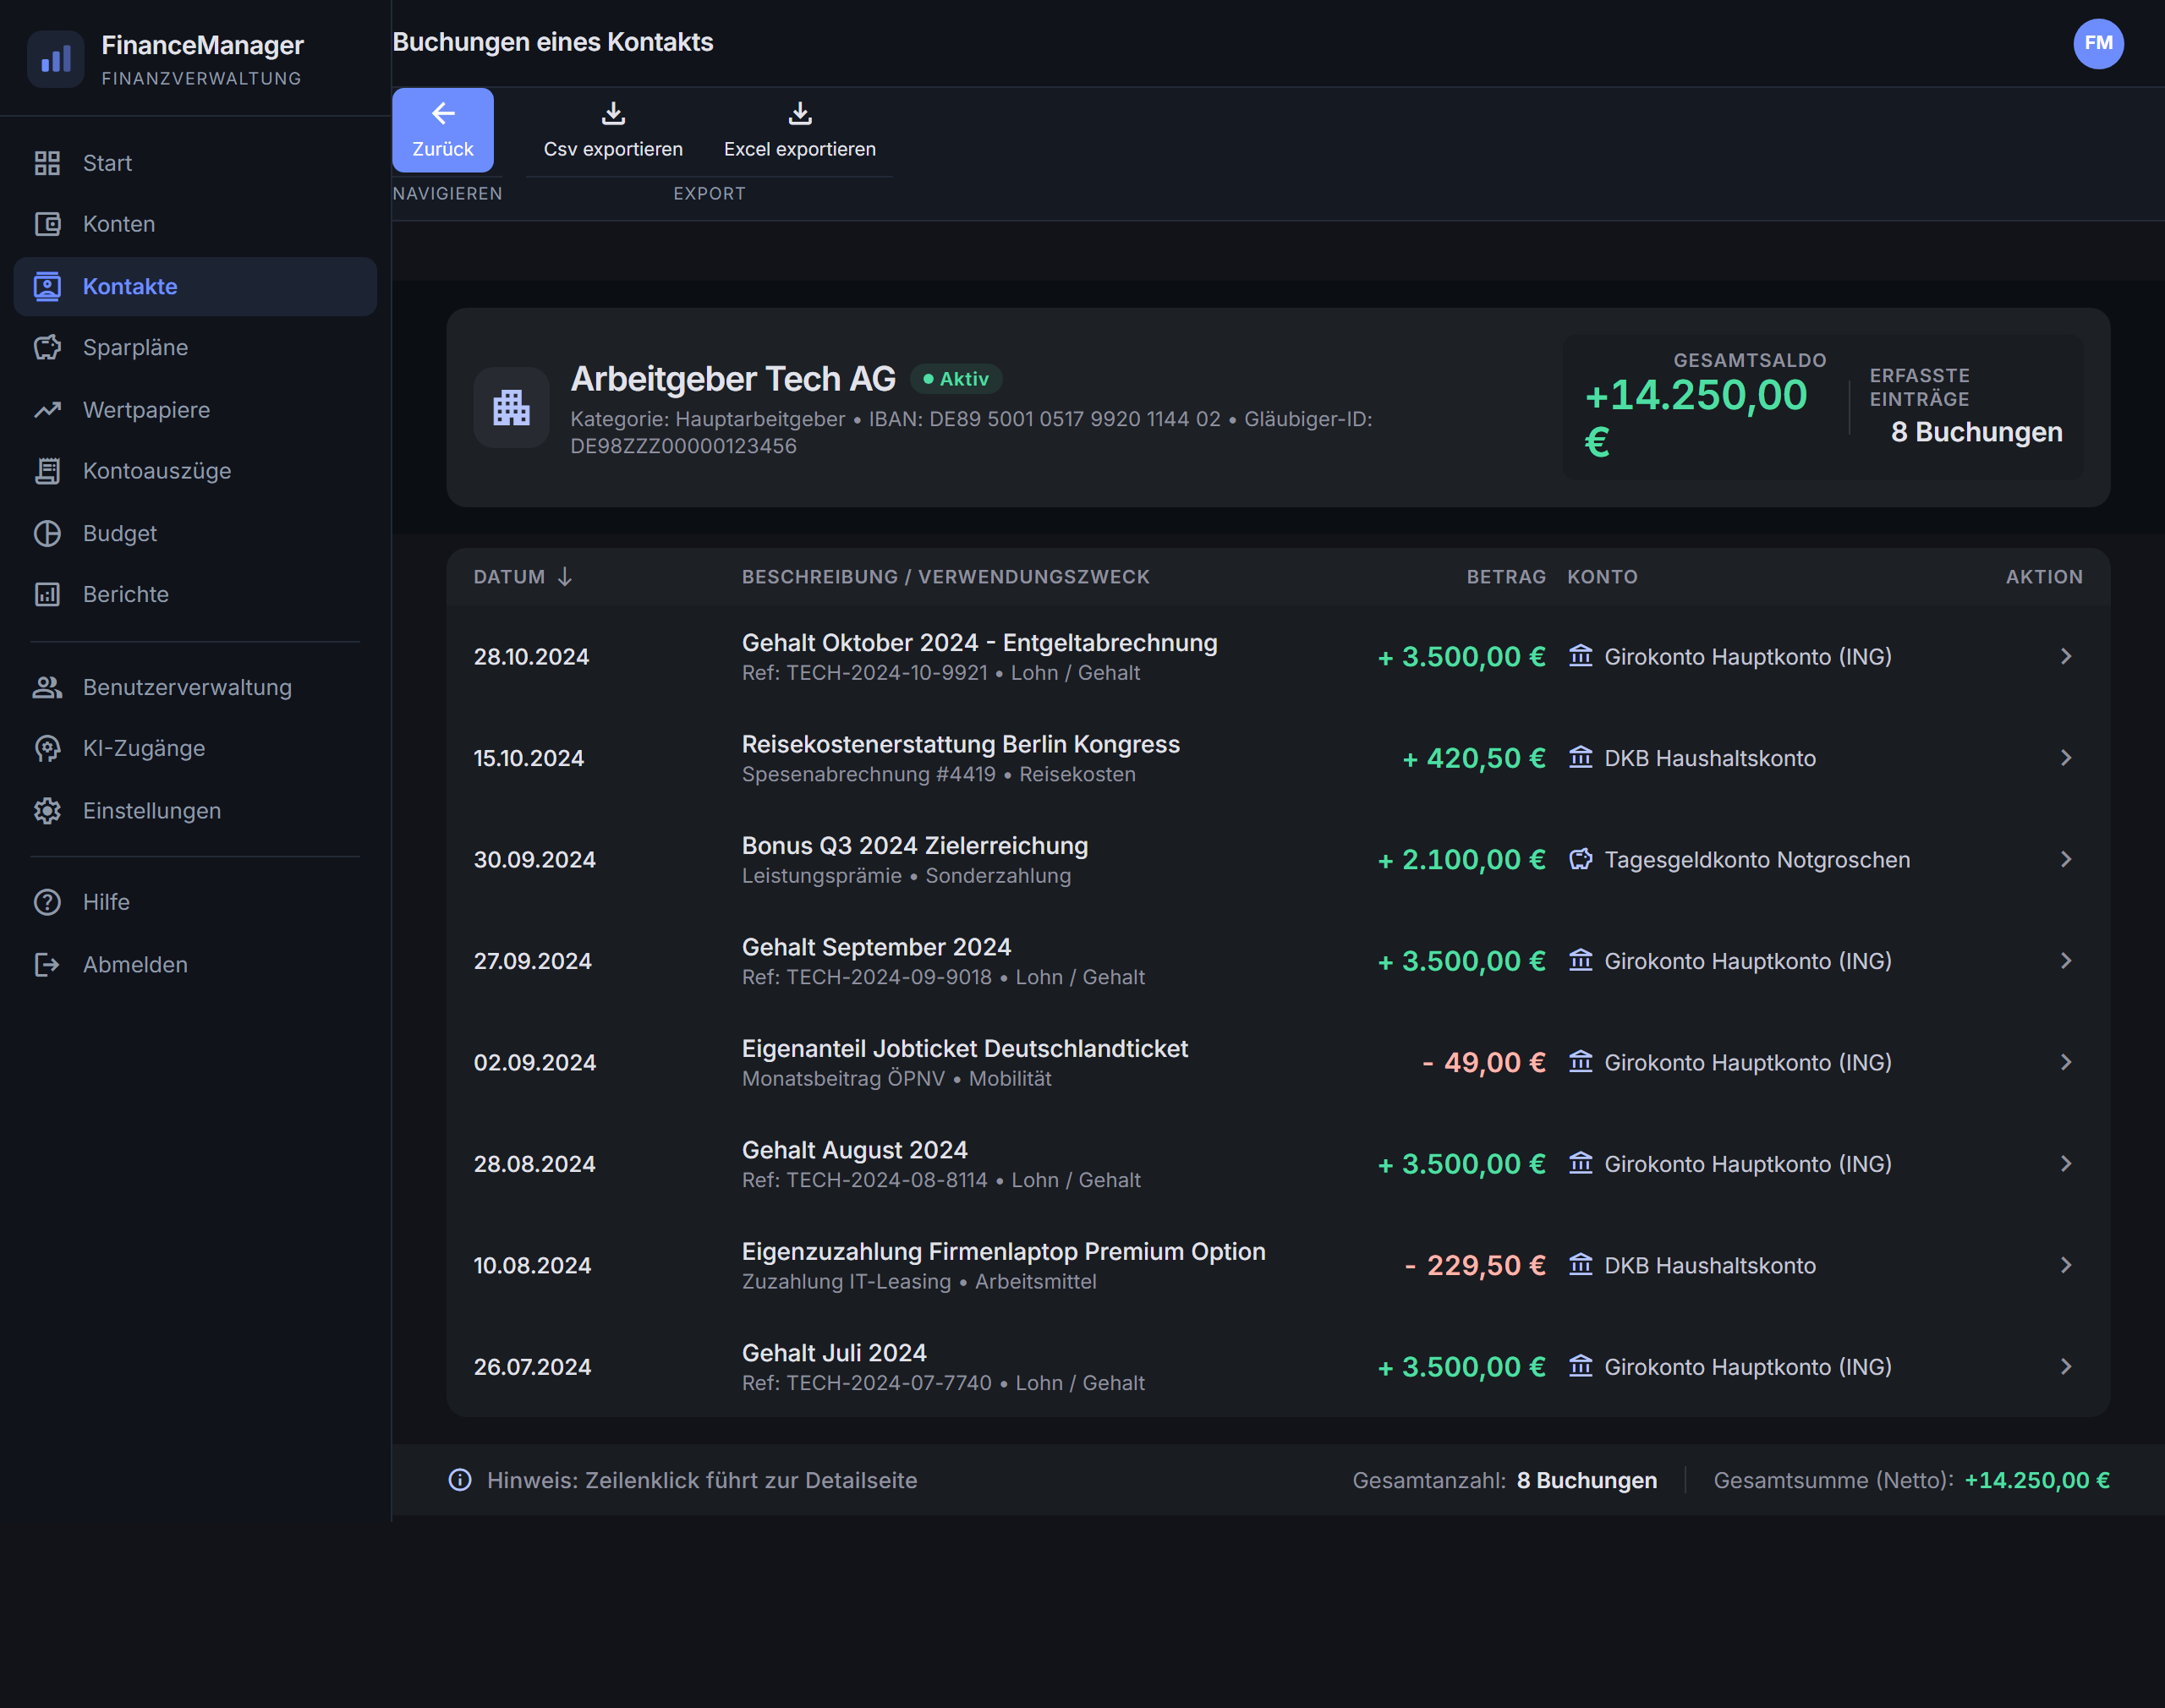 FinanceManager
FINANZVERWALTUNG
Start
Konten
Kontakte
Sparpläne
Wertpapiere
Kontoauszüge
Budget
Berichte
Benutzerverwaltung
KI-Zugänge
Einstellungen
Hilfe
Abmelden
Buchungen eines Kontakts
FM
Zurück
NAVIGIEREN
Csv exportieren
Excel exportieren
EXPORT
Arbeitgeber Tech AG
Aktiv
Kategorie: Hauptarbeitgeber • IBAN: DE89 5001 0517 9920 1144 02 • Gläubiger-ID:
DE98ZZZ00000123456
GESAMTSALDO
+14.250,00
€
ERFASSTE
EINTRÄGE
8 Buchungen
DATUM BESCHREIBUNG / VERWENDUNGSZWECK BETRAG KONTO AKTION
28.10.2024 Gehalt Oktober 2024 - Entgeltabrechnung + 3.500,00 € Girokonto Hauptkonto (ING)
Ref: TECH-2024-10-9921 • Lohn / Gehalt
15.10.2024 Reisekostenerstattung Berlin Kongress + 420,50 € DKB Haushaltskonto
Spesenabrechnung #4419 • Reisekosten
30.09.2024 Bonus Q3 2024 Zielerreichung + 2.100,00 € Tagesgeldkonto Notgroschen
Leistungsprämie • Sonderzahlung
27.09.2024 Gehalt September 2024 + 3.500,00 € Girokonto Hauptkonto (ING)
Ref: TECH-2024-09-9018 • Lohn / Gehalt
02.09.2024 Eigenanteil Jobticket Deutschlandticket - 49,00 € Girokonto Hauptkonto (ING)
Monatsbeitrag ÖPNV • Mobilität
28.08.2024 Gehalt August 2024 + 3.500,00 € Girokonto Hauptkonto (ING)
Ref: TECH-2024-08-8114 • Lohn / Gehalt
10.08.2024 Eigenzuzahlung Firmenlaptop Premium Option - 229,50 € DKB Haushaltskonto
Zuzahlung IT-Leasing • Arbeitsmittel
26.07.2024 Gehalt Juli 2024 + 3.500,00 € Girokonto Hauptkonto (ING)
Ref: TECH-2024-07-7740 • Lohn / Gehalt
Hinweis: Zeilenklick führt zur Detailseite
Gesamtanzahl: 8 Buchungen
Gesamtsumme (Netto): +14.250,00 €